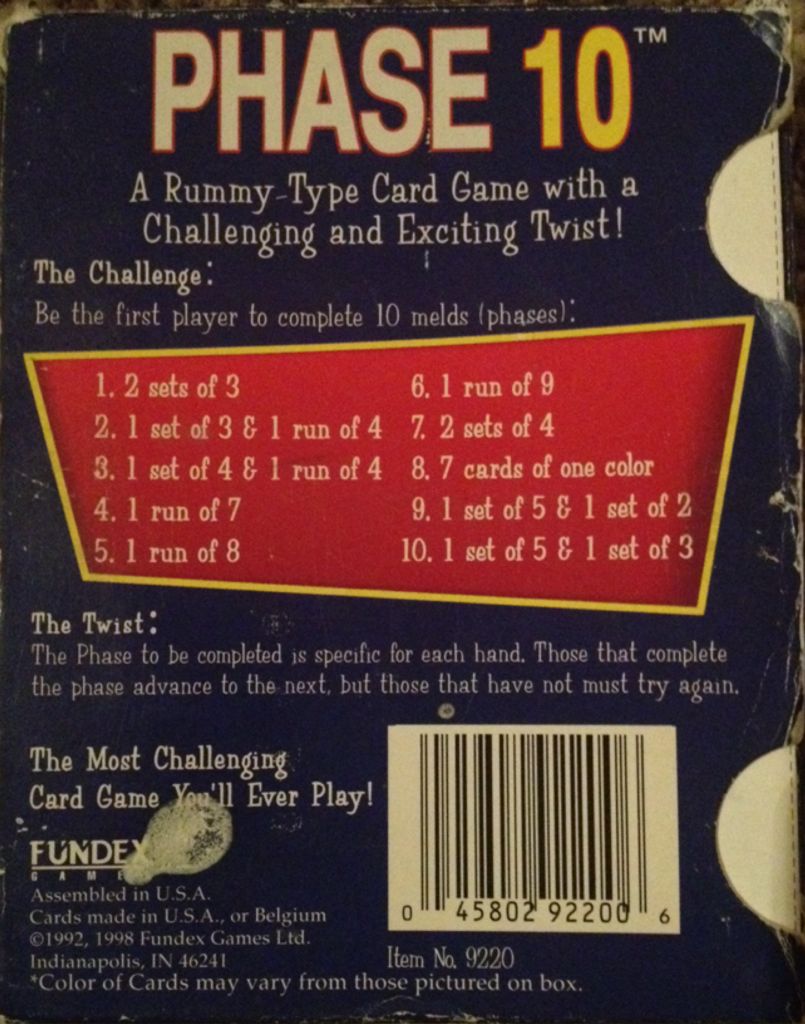 PHASE 10™
A Rummy-Type Card Game with a
Challenging and Exciting Twist!
The Challenge:
Be the first player to complete 10 melds (phases):
1. 2 sets of 3
2. 1 set of 3 & 1 run of 4
3. 1 set of 4 & 1 run of 4
4. 1 run of 7
5. 1 run of 8
6. 1 run of 9
7. 2 sets of 4
8. 7 cards of one color
9. 1 set of 5 & 1 set of 2
10. 1 set of 5 & 1 set of 3
The Twist:
The Phase to be completed is specific for each hand. Those that complete
the phase advance to the next, but those that have not must try again.
The Most Challenging
Card Game You'll Ever Play!
FUNDEX
GAMES
Assembled in U.S.A.
Cards made in U.S.A., or Belgium
©1992, 1998 Fundex Games Ltd.
Indianapolis, IN 46241
0 45802 92200 6
Item No. 9220
*Color of Cards may vary from those pictured on box.